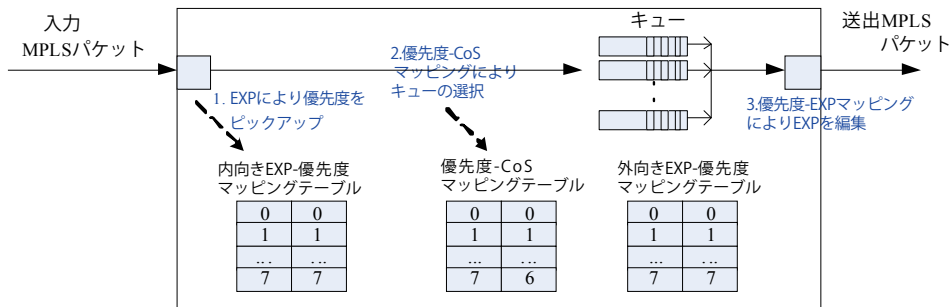 入力
MPLSパケット
キュー
送出MPLS
パケット
1. EXPにより優先度を
ピックアップ
2.優先度-CoS
マッピングにより
キューの選択
3.優先度-EXPマッピング
によりEXPを編集
内向きEXP-優先度
マッピングテーブル
0 0
1 1
... ...
7 7
優先度-CoS
マッピングテーブル
0 0
1 1
... ...
7 6
外向きEXP-優先度
マッピングテーブル
0 0
1 1
... ...
7 7